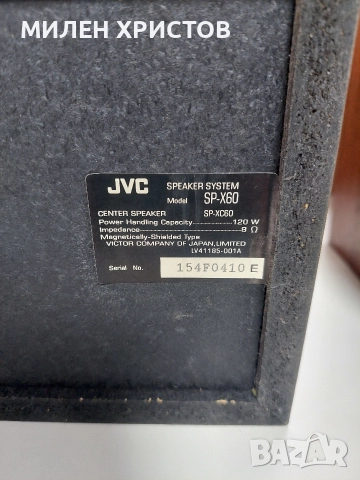 МИЛЕН ХРИСТОВ
JVC SPEAKER SYSTEM
Model SP-X60
CENTER SPEAKER SP-XC60
Power Handling Capacity 120 W
Impedance 8 Ω
Magnetically-Shielded Type
VICTOR COMPANY OF JAPAN, LIMITED
LV41185-001A
Serial No. 154F0410 E
BAZAR